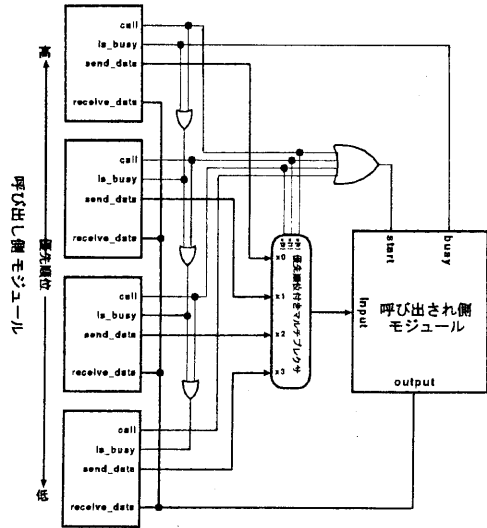 call
is_busy
send_data
receive_data
call
is_busy
send_data
receive_data
call
is_busy
send_data
receive_data
call
is_busy
send_data
receive_data
高
優先順位
低
呼び出し側 モジュール
x0
x1
x2
x3
優先順位付きマルチプレクサ
start
busy
Input
呼び出され側
モジュール
output